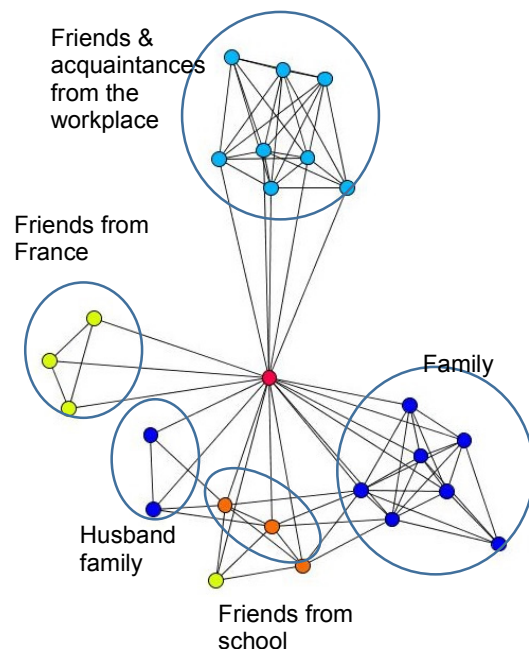 Friends &
acquaintances
from the
workplace
Friends from
France
Family
Husband
family
Friends from
school